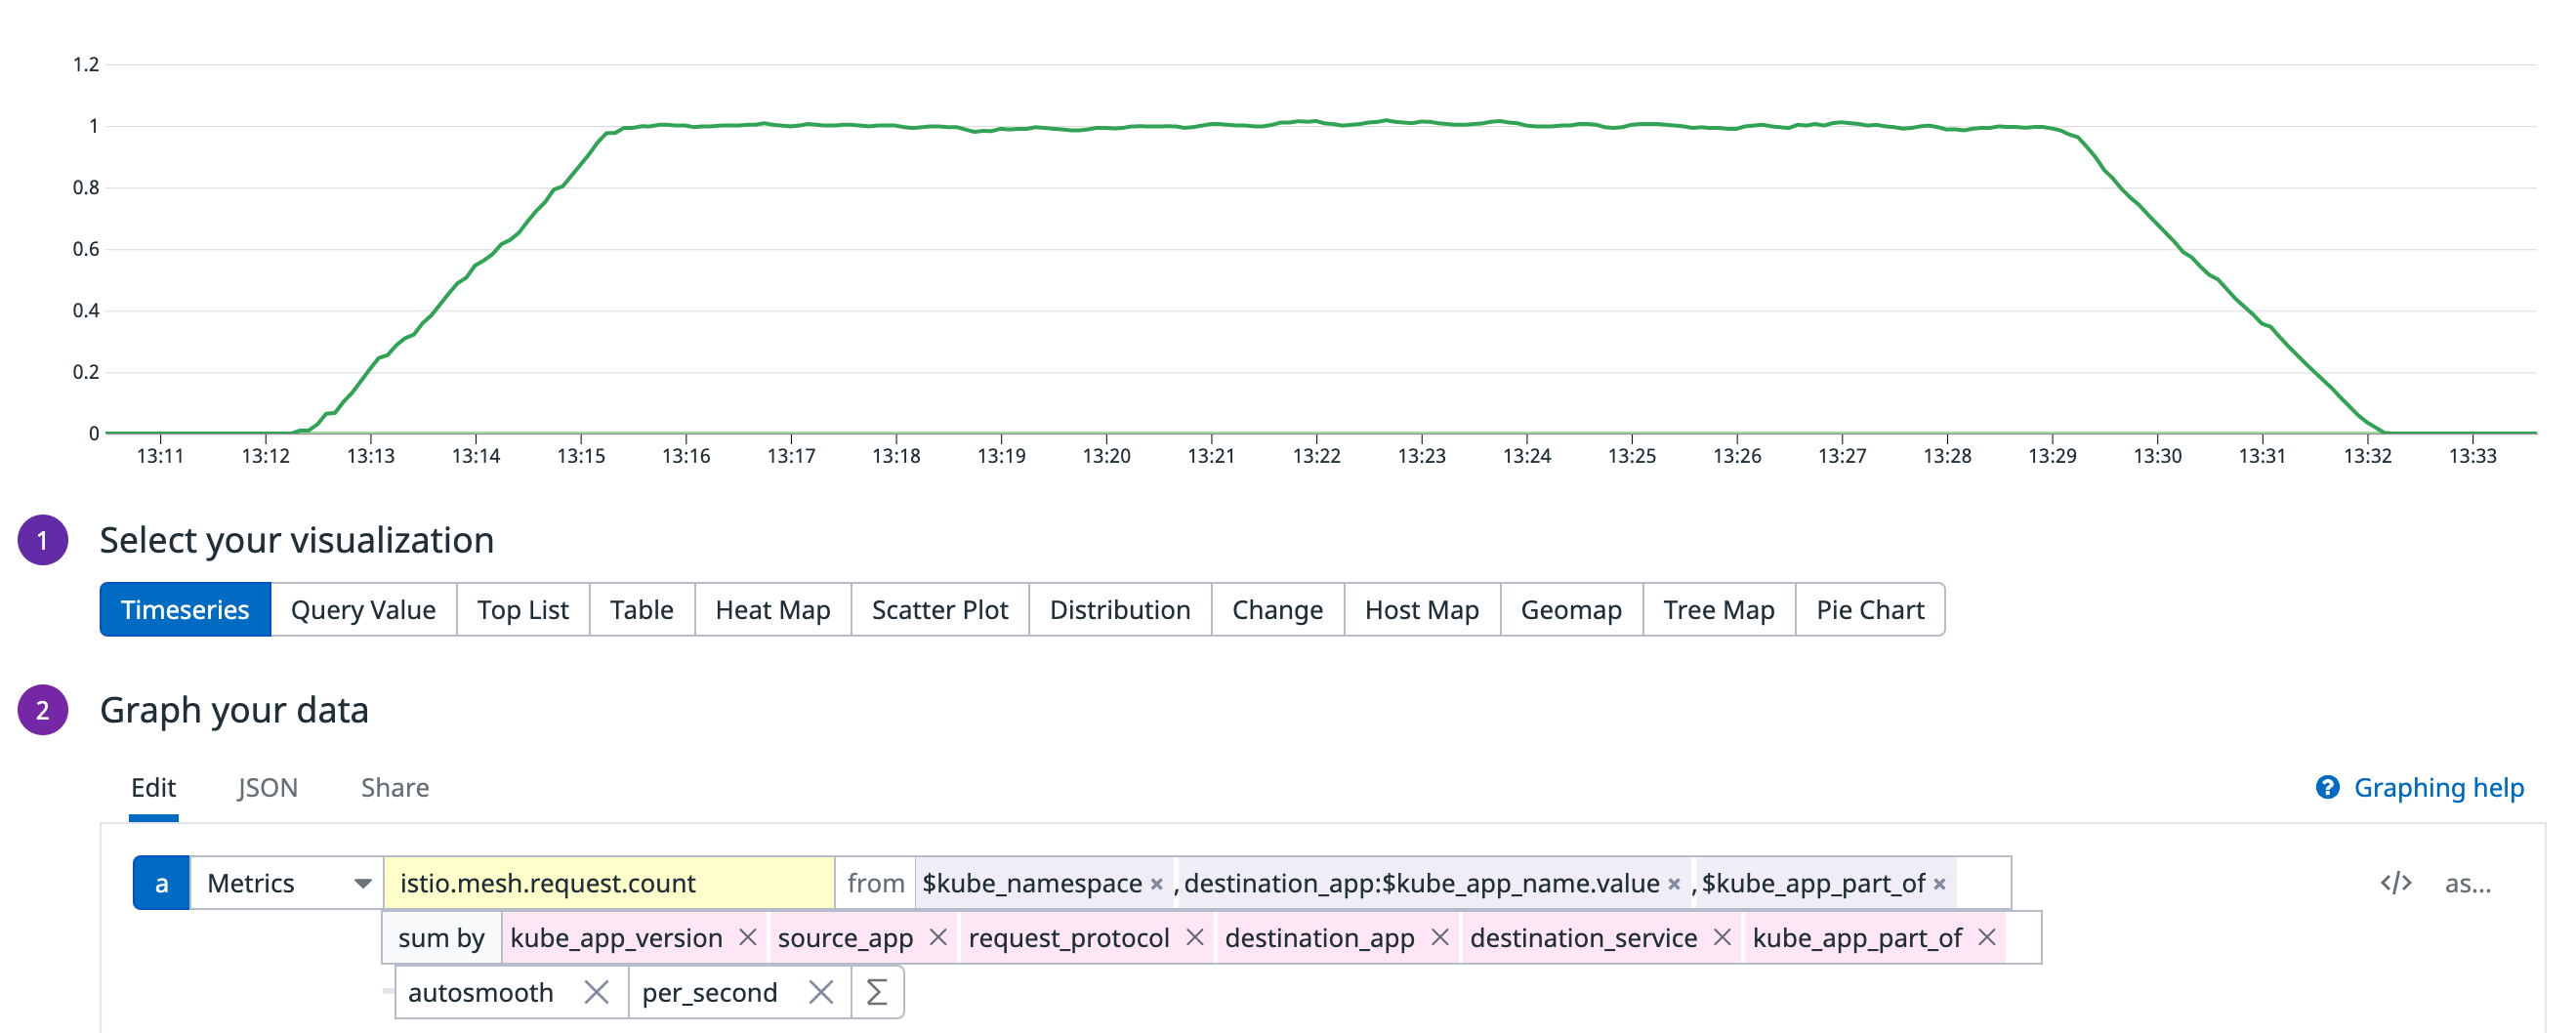 1.2
1
0.8
0.6
0.4
0.2
0
13:11 13:12 13:13 13:14 13:15 13:16 13:17 13:18 13:19 13:20 13:21 13:22 13:23 13:24 13:25 13:26 13:27 13:28 13:29 13:30 13:31 13:32 13:33
1 Select your visualization
Timeseries Query Value Top List Table Heat Map Scatter Plot Distribution Change Host Map Geomap Tree Map Pie Chart
2 Graph your data
Edit JSON Share ? Graphing help
a Metrics istio.mesh.request.count from $kube_namespace × , destination_app:$kube_app_name.value × , $kube_app_part_of × </> as...
sum by kube_app_version × source_app × request_protocol × destination_app × destination_service × kube_app_part_of ×
autosmooth × per_second × Σ